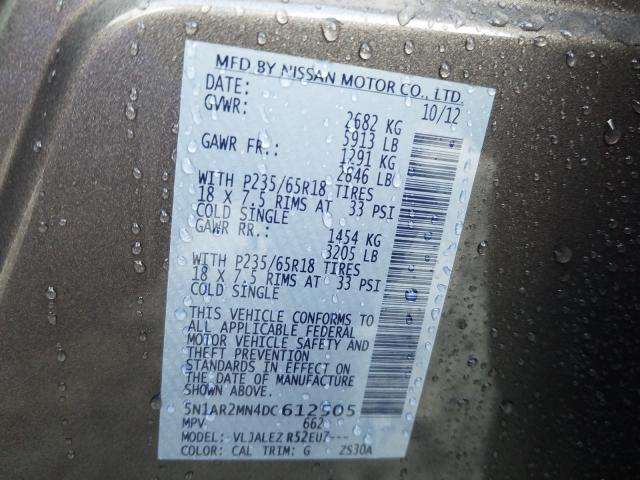 MFD BY NISSAN MOTOR CO., LTD.
DATE: 10/12
GVWR: 2682 KG
5913 LB
GAWR FR.: 1291 KG
2646 LB
WITH P235/65R18 TIRES
18 X 7.5 RIMS AT 33 PSI
COLD SINGLE
GAWR RR.: 1454 KG
3205 LB
WITH P235/65R18 TIRES
18 X 7.5 RIMS AT 33 PSI
COLD SINGLE
THIS VEHICLE CONFORMS TO
ALL APPLICABLE FEDERAL
MOTOR VEHICLE SAFETY AND
THEFT PREVENTION
STANDARDS IN EFFECT ON
THE DATE OF MANUFACTURE
SHOWN ABOVE.
5N1AR2MN4DC612505
MPV 662
MODEL: VLJALEZ R52EU7---
COLOR: CAL TRIM: G ZS30A